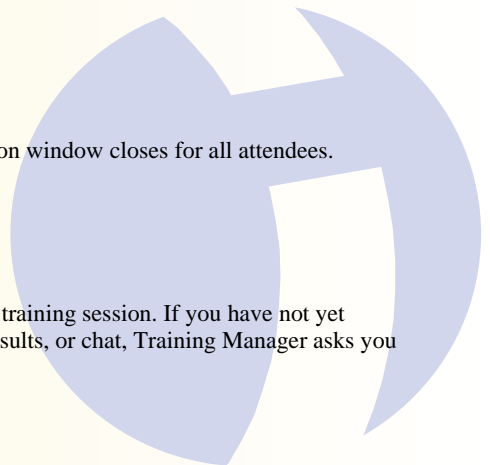 on window closes for all attendees.
training session. If you have not yet
sults, or chat, Training Manager asks you